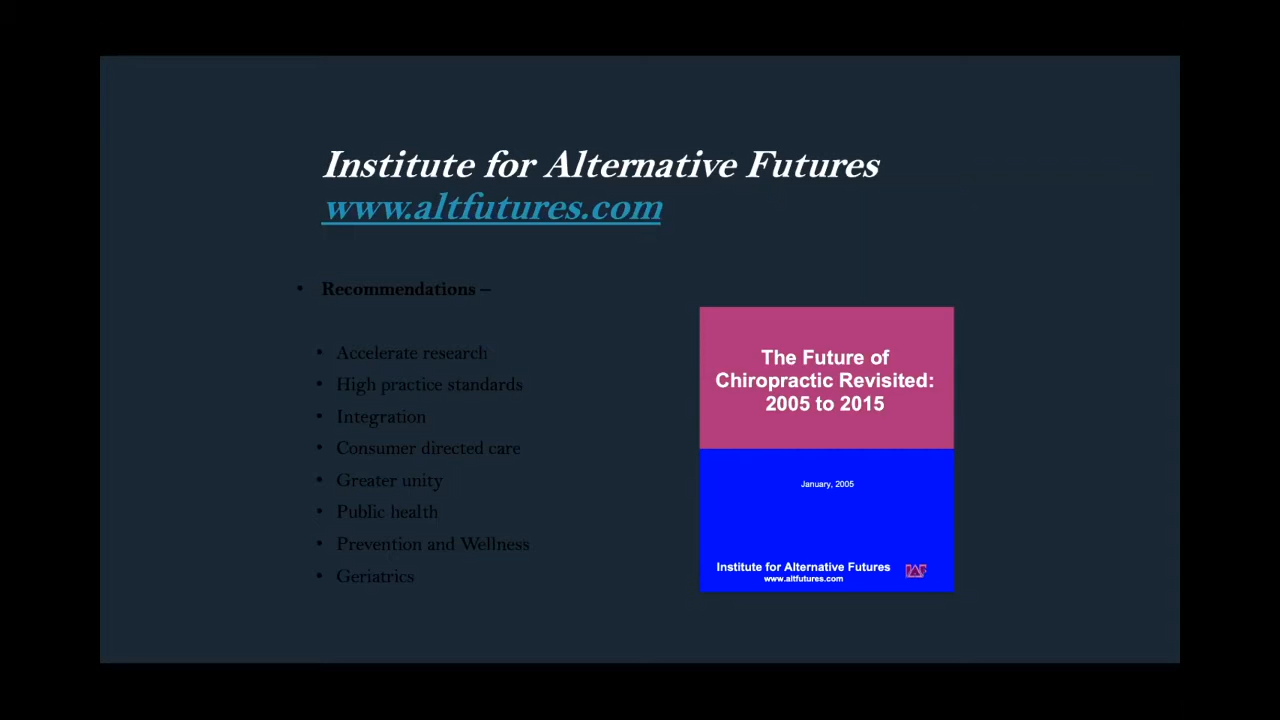 Institute for Alternative Futures
www.altfutures.com
• Recommendations –
• Accelerate research
• High practice standards
• Integration
• Consumer directed care
• Greater unity
• Public health
• Prevention and Wellness
• Geriatrics
The Future of
Chiropractic Revisited:
2005 to 2015
January, 2005
Institute for Alternative Futures
www.altfutures.com
IAF